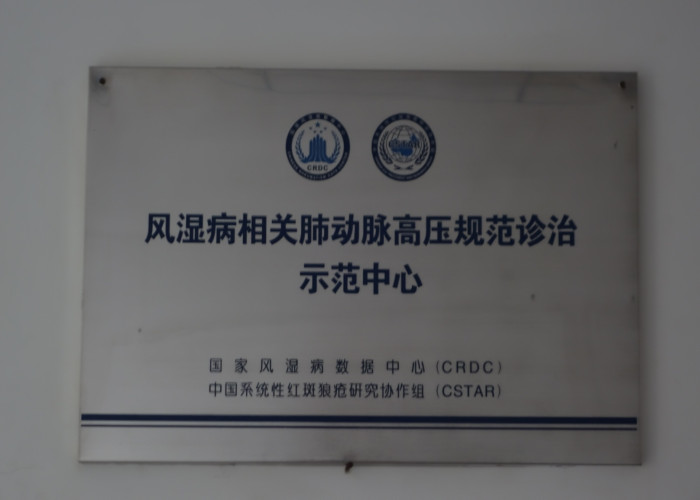 CRDC
风湿病相关肺动脉高压规范诊治
示范中心
国家风湿病数据中心(CRDC)
中国系统性红斑狼疮研究协作组(CSTAR)